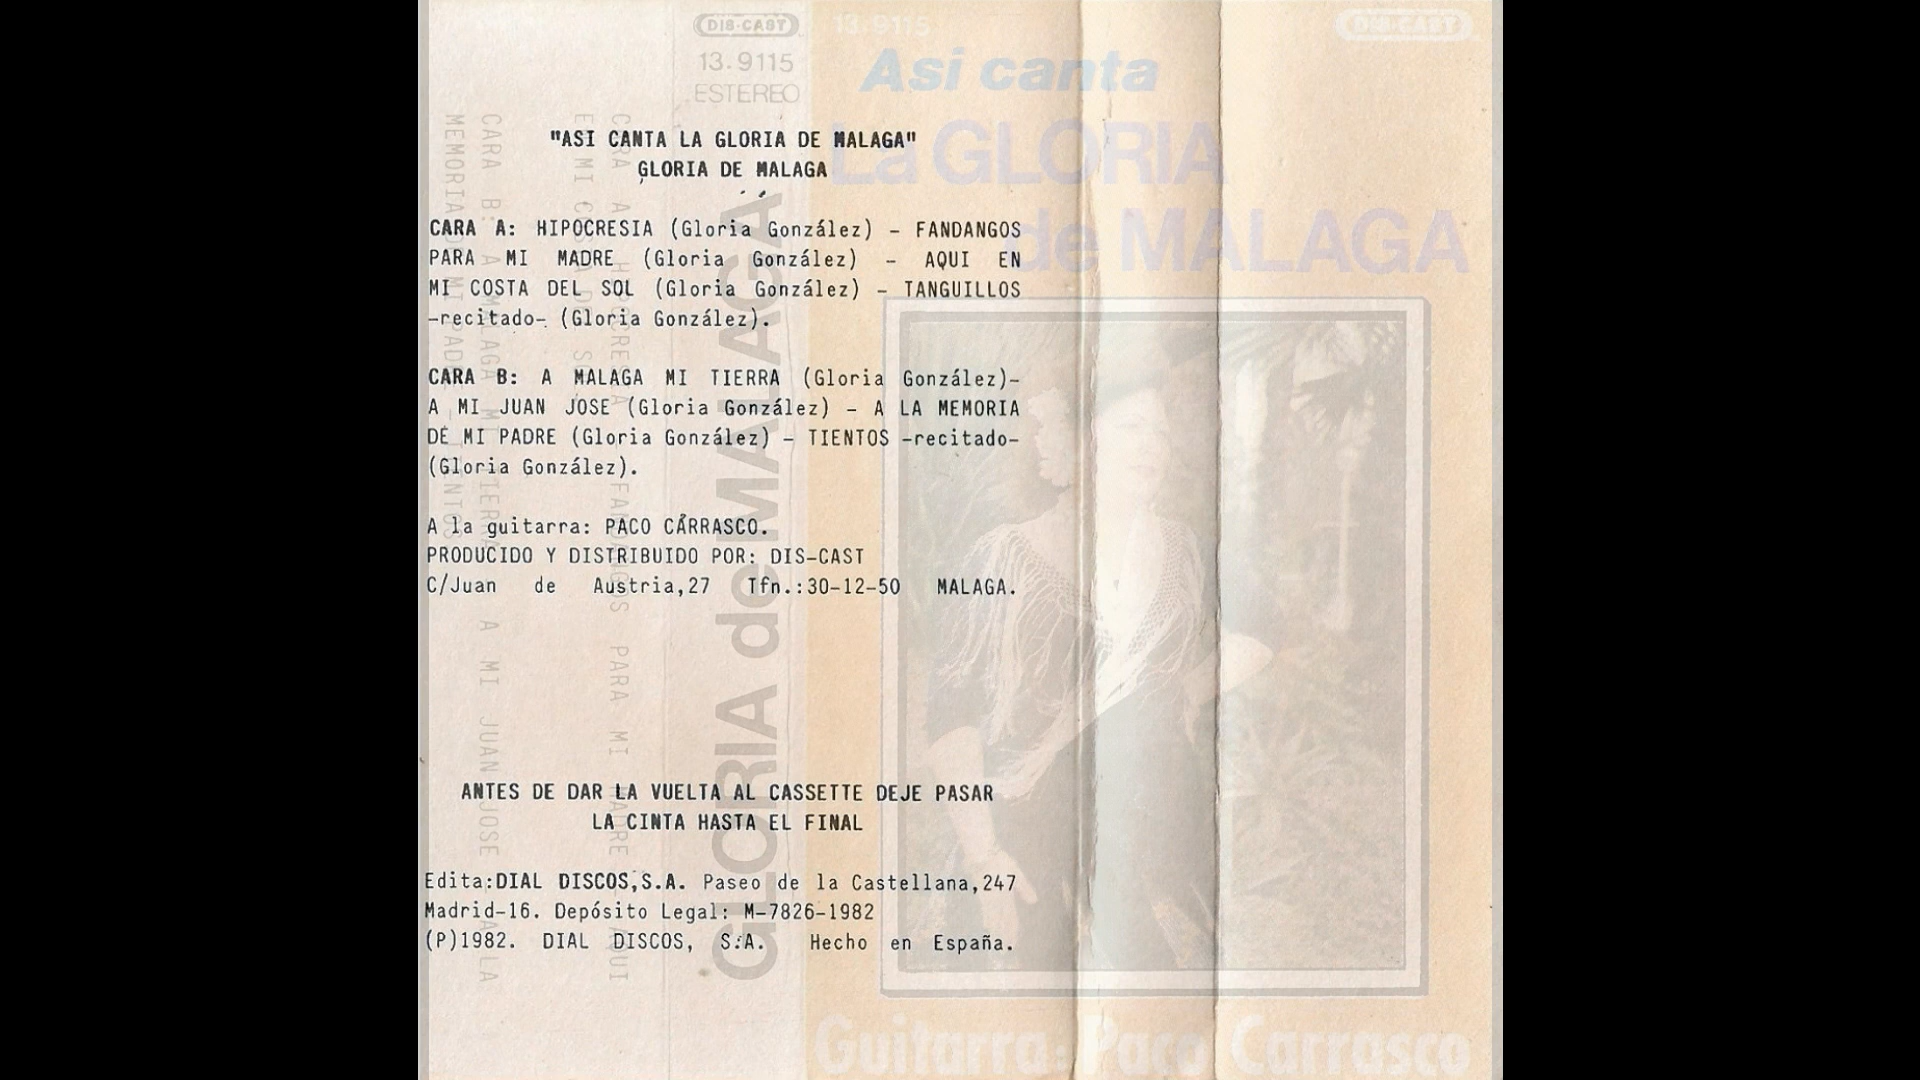 DIS-CAST
13.9115
ESTEREO
13.9115
DIS-CAST
Asi canta
La GLORIA
de MALAGA
GLORIA de MALAGA
"ASI CANTA LA GLORIA DE MALAGA"
GLORIA DE MALAGA
CARA A: HIPOCRESIA (Gloria González) – FANDANGOS
PARA MI MADRE (Gloria González) – AQUI EN
MI COSTA DEL SOL (Gloria González) – TANGUILLOS
–recitado– (Gloria González).
CARA B: A MALAGA MI TIERRA (Gloria González)–
A MI JUAN JOSE (Gloria González) – A LA MEMORIA
DE MI PADRE (Gloria González) – TIENTOS –recitado–
(Gloria González).
A la guitarra: PACO CARRASCO.
PRODUCIDO Y DISTRIBUIDO POR: DIS-CAST
C/Juan de Austria,27 Tfn.:30-12-50 MALAGA.
ANTES DE DAR LA VUELTA AL CASSETTE DEJE PASAR
LA CINTA HASTA EL FINAL
Edita:DIAL DISCOS,S.A. Paseo de la Castellana,247
Madrid-16. Depósito Legal: M-7826-1982
(P)1982. DIAL DISCOS, S.A. Hecho en España.
Guitarra: Paco Carrasco